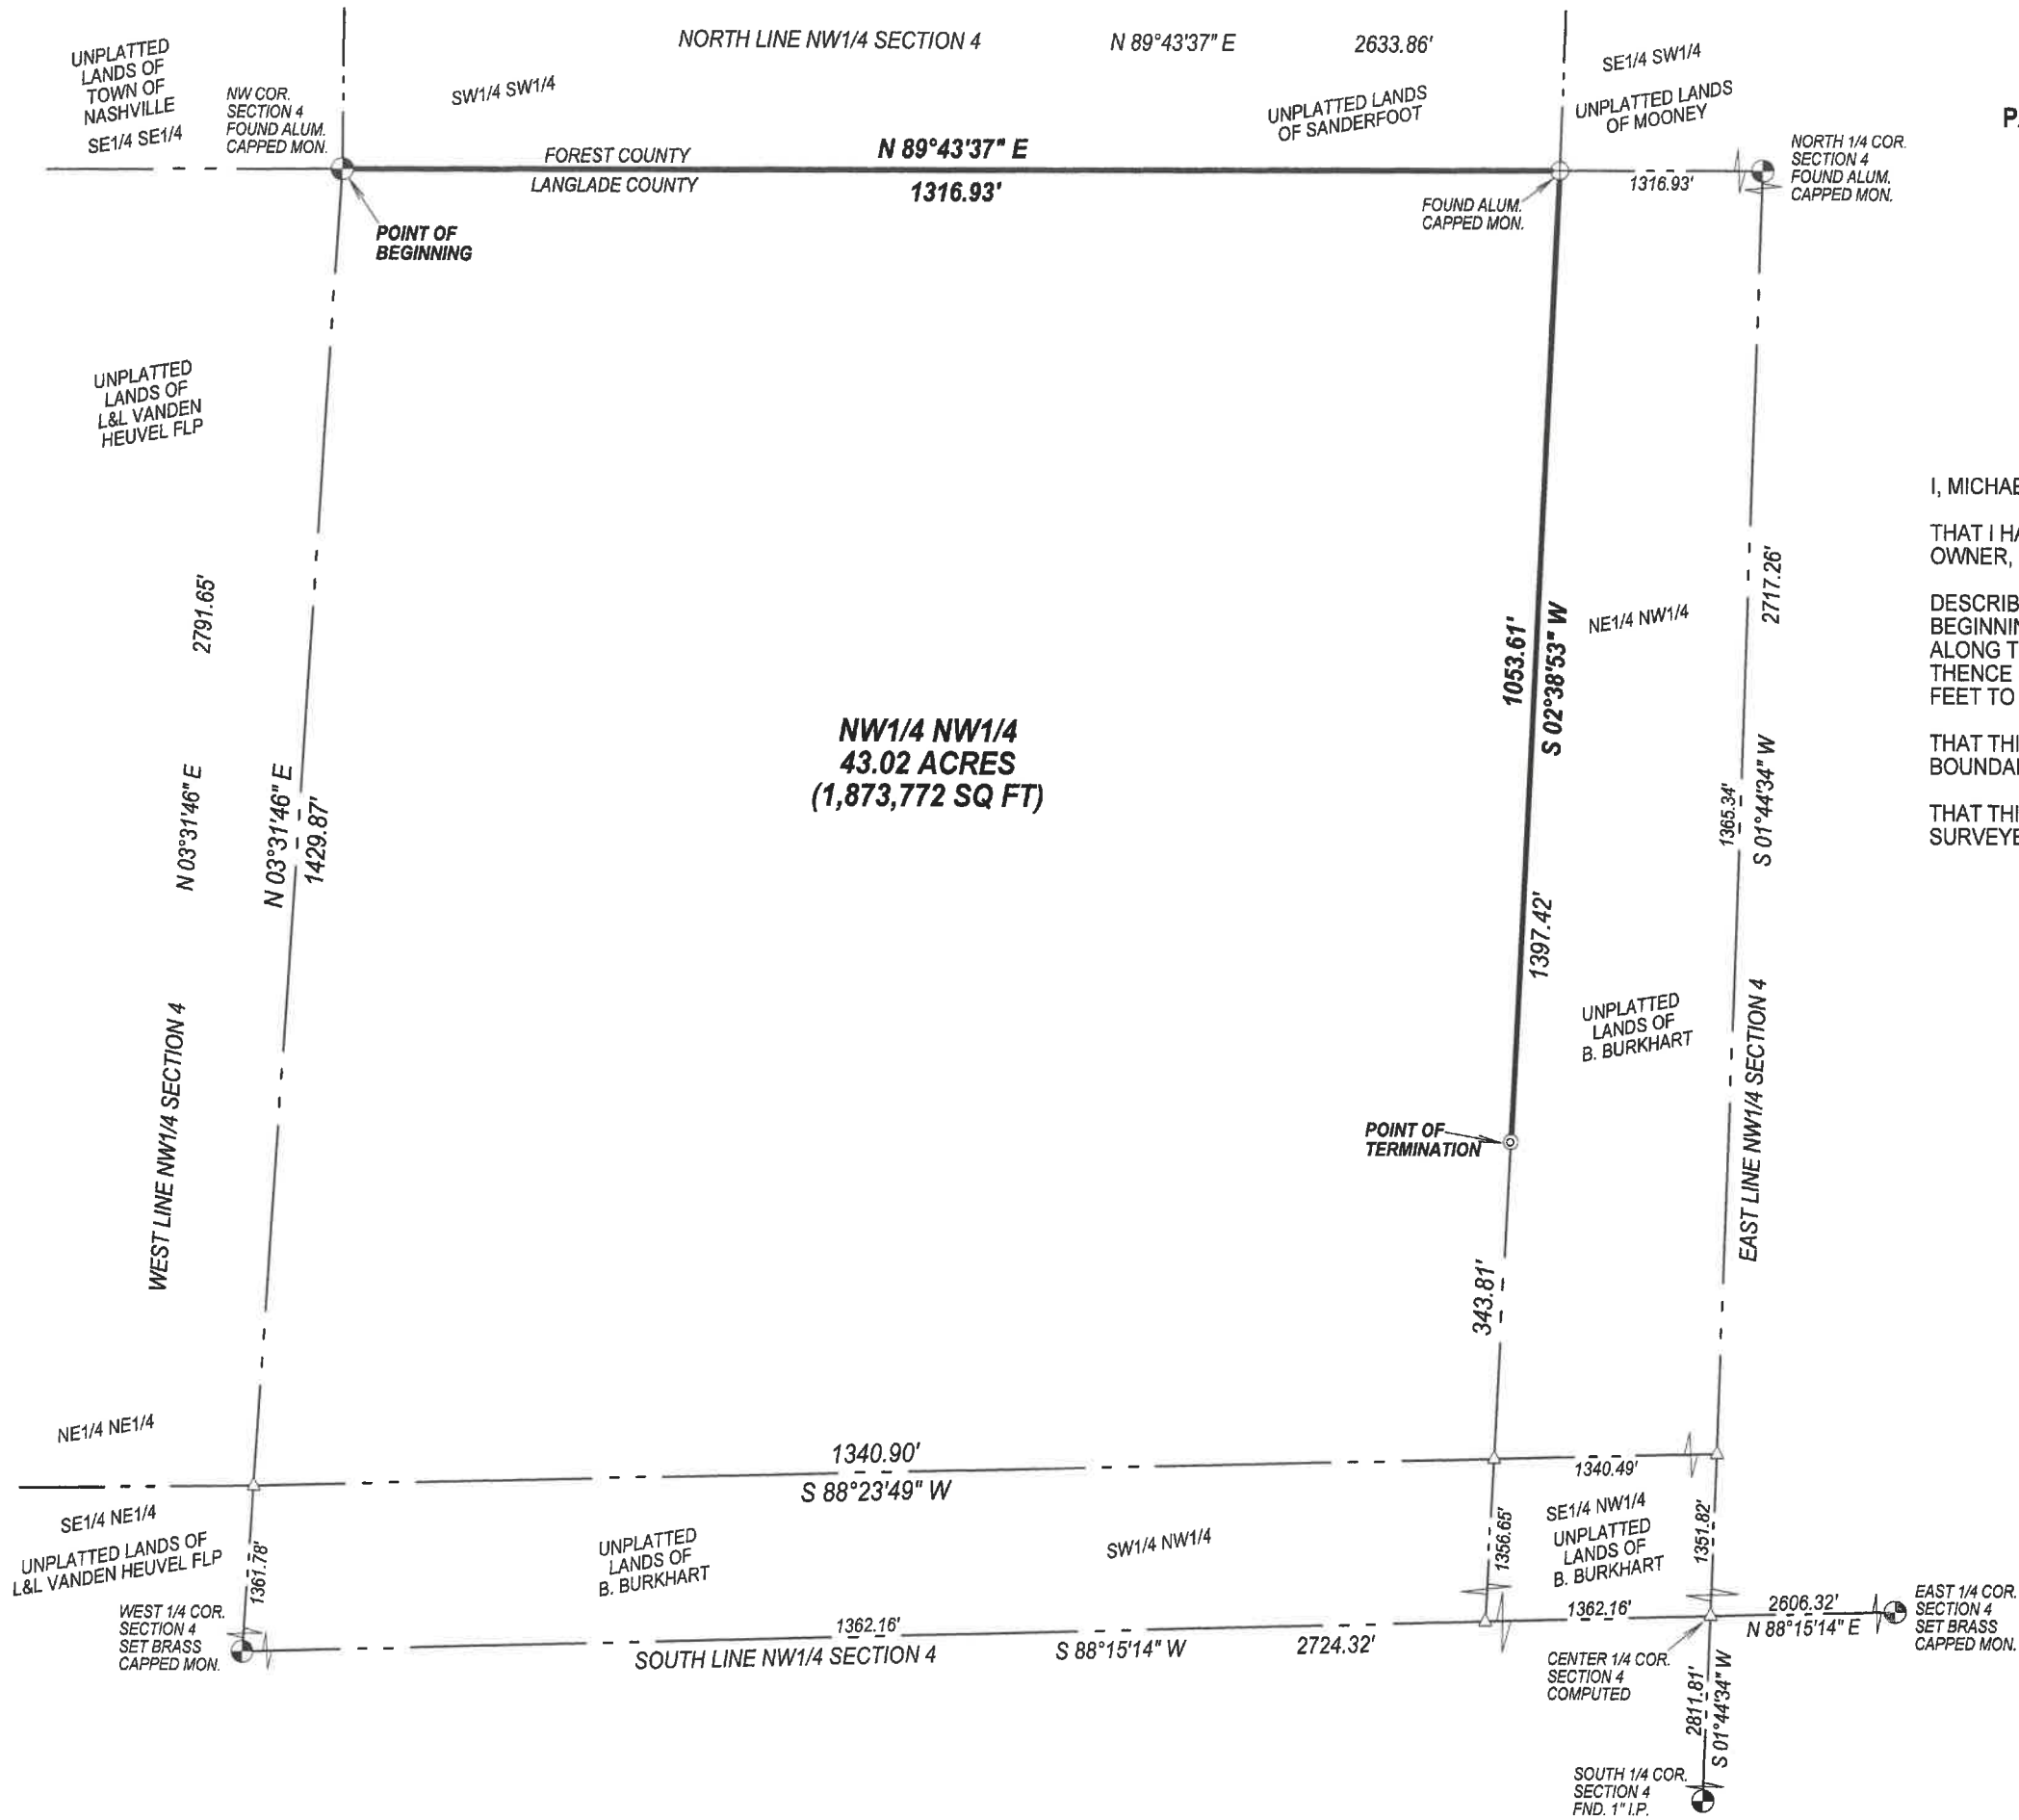 NORTH LINE NW1/4 SECTION 4
N 89°43'37" E
2633.86'
UNPLATTED
LANDS OF
TOWN OF
NASHVILLE
SE1/4 SE1/4
NW COR.
SECTION 4
FOUND ALUM.
CAPPED MON.
SW1/4 SW1/4
UNPLATTED LANDS
OF SANDERFOOT
SE1/4 SW1/4
UNPLATTED LANDS
OF MOONEY
NORTH 1/4 COR.
SECTION 4
FOUND ALUM.
CAPPED MON.
FOREST COUNTY
LANGLADE COUNTY
N 89°43'37" E
1316.93'
1316.93'
FOUND ALUM.
CAPPED MON.
POINT OF
BEGINNING
UNPLATTED
LANDS OF
L&L VANDEN
HEUVEL FLP
2791.65'
N 03°31'46" E
WEST LINE NW1/4 SECTION 4
N 03°31'46" E
1429.87'
NW1/4 NW1/4
43.02 ACRES
(1,873,772 SQ FT)
1053.61'
S 02°38'53" W
1397.42'
NE1/4 NW1/4
UNPLATTED
LANDS OF
B. BURKHART
2717.26'
1365.34'
S 01°44'34" W
EAST LINE NW1/4 SECTION 4
P
I, MICHAE
THAT I HA
OWNER,
DESCRIB
BEGINNIN
ALONG T
THENCE
FEET TO
THAT THI
BOUNDA
THAT THI
SURVEYE
POINT OF
TERMINATION
343.81'
NE1/4 NE1/4
1340.90'
S 88°23'49" W
1340.49'
SE1/4 NE1/4
UNPLATTED LANDS OF
L&L VANDEN HEUVEL FLP
1361.78'
UNPLATTED
LANDS OF
B. BURKHART
SW1/4 NW1/4
1356.65'
SE1/4 NW1/4
UNPLATTED
LANDS OF
B. BURKHART
1351.82'
WEST 1/4 COR.
SECTION 4
SET BRASS
CAPPED MON.
1362.16'
SOUTH LINE NW1/4 SECTION 4
S 88°15'14" W
2724.32'
1362.16'
2606.32'
N 88°15'14" E
EAST 1/4 COR.
SECTION 4
SET BRASS
CAPPED MON.
CENTER 1/4 COR.
SECTION 4
COMPUTED
2811.81'
S 01°44'34" W
SOUTH 1/4 COR.
SECTION 4
FND. 1" I.P.